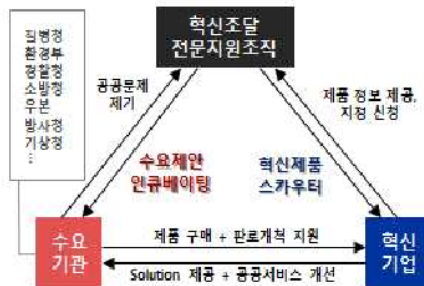 질병청
환경부
경찰청
소방청
우본
방사청
기상청
⋮
혁신조달
전문지원조직
공공문제
제기
제품 정보 제공,
지정 신청
수요제안
인큐베이팅
혁신제품
스카우터
수요
기관
제품 구매 + 판로개척 지원
Solution 제공 + 공공서비스 개선
혁신
기업